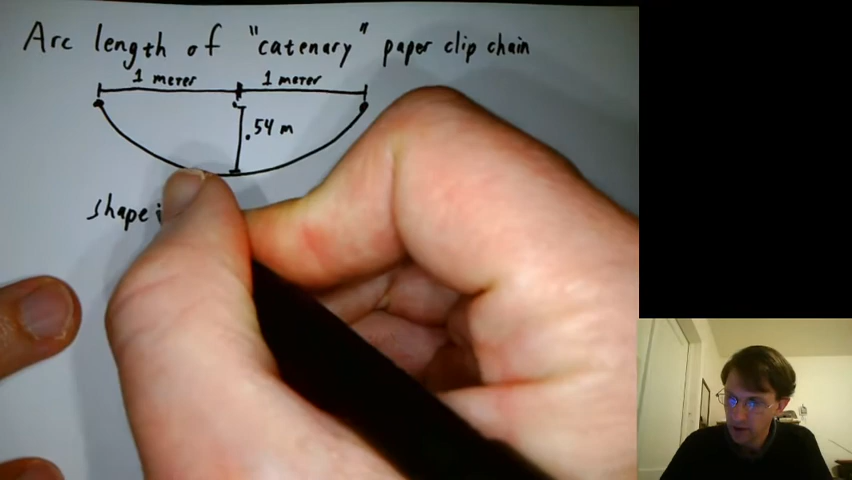 Arc length of "catenary" paper clip chain
1 meter 1 meter
.54 m
shape i